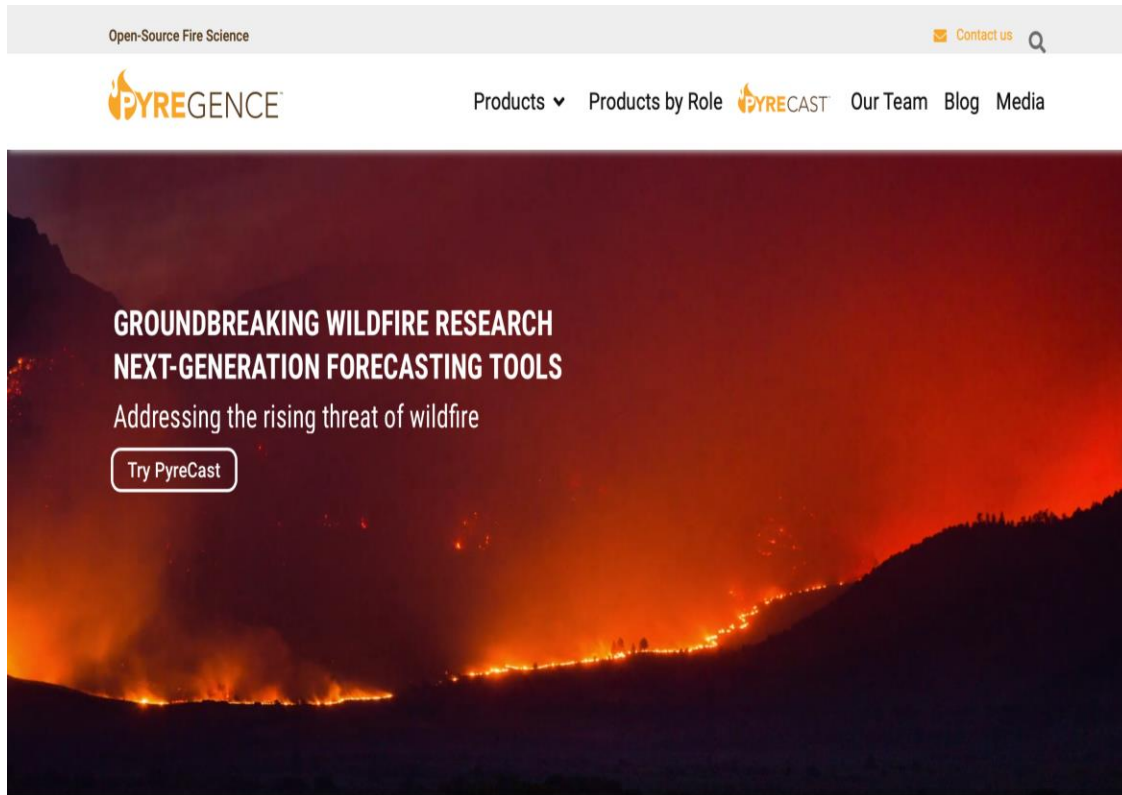 Open-Source Fire Science
Contact us
PYREGENCE
Products Products by Role PYRECAST Our Team Blog Media
GROUNDBREAKING WILDFIRE RESEARCH
NEXT-GENERATION FORECASTING TOOLS
Addressing the rising threat of wildfire
Try PyreCast